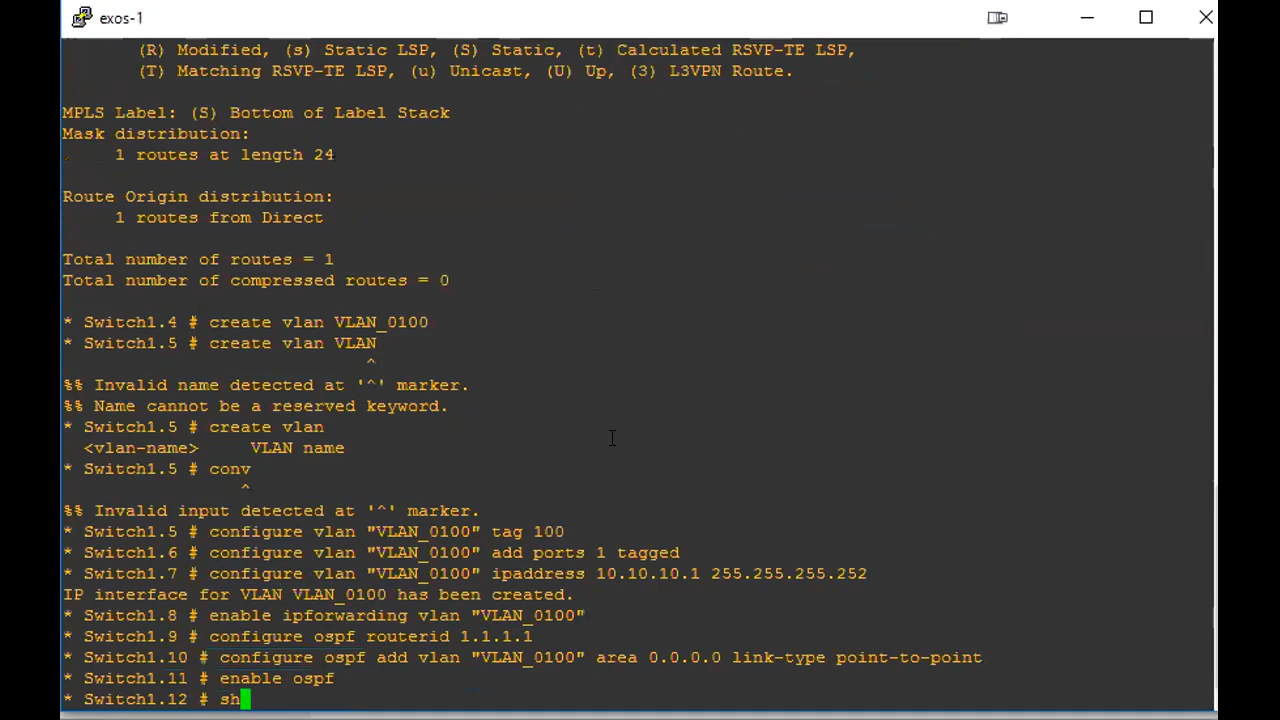 exos-1
(R) Modified, (s) Static LSP, (S) Static, (t) Calculated RSVP-TE LSP,
(T) Matching RSVP-TE LSP, (u) Unicast, (U) Up, (3) L3VPN Route.
MPLS Label: (S) Bottom of Label Stack
Mask distribution:
1 routes at length 24
Route Origin distribution:
1 routes from Direct
Total number of routes = 1
Total number of compressed routes = 0
* Switch1.4 # create vlan VLAN_0100
* Switch1.5 # create vlan VLAN
^
%% Invalid name detected at '^' marker.
%% Name cannot be a reserved keyword.
* Switch1.5 # create vlan
<vlan-name>     VLAN name
* Switch1.5 # conv
^
%% Invalid input detected at '^' marker.
* Switch1.5 # configure vlan "VLAN_0100" tag 100
* Switch1.6 # configure vlan "VLAN_0100" add ports 1 tagged
* Switch1.7 # configure vlan "VLAN_0100" ipaddress 10.10.10.1 255.255.255.252
IP interface for VLAN VLAN_0100 has been created.
* Switch1.8 # enable ipforwarding vlan "VLAN_0100"
* Switch1.9 # configure ospf routerid 1.1.1.1
* Switch1.10 # configure ospf add vlan "VLAN_0100" area 0.0.0.0 link-type point-to-point
* Switch1.11 # enable ospf
* Switch1.12 # sh